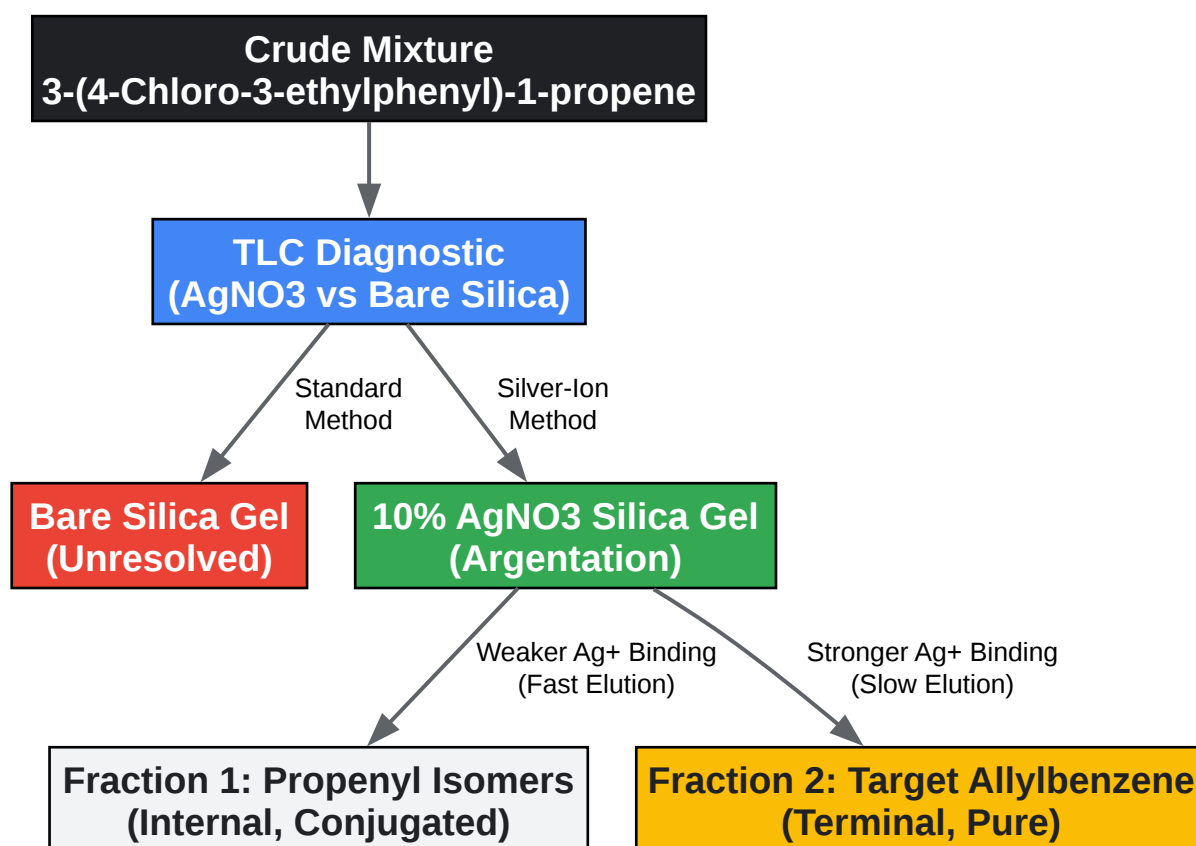 Crude Mixture
3-(4-Chloro-3-ethylphenyl)-1-propene
TLC Diagnostic
(AgNO3 vs Bare Silica)
Standard
Method
Silver-Ion
Method
Bare Silica Gel
(Unresolved)
10% AgNO3 Silica Gel
(Argentation)
Weaker Ag+ Binding
(Fast Elution)
Stronger Ag+ Binding
(Slow Elution)
Fraction 1: Propenyl Isomers
(Internal, Conjugated)
Fraction 2: Target Allylbenzene
(Terminal, Pure)